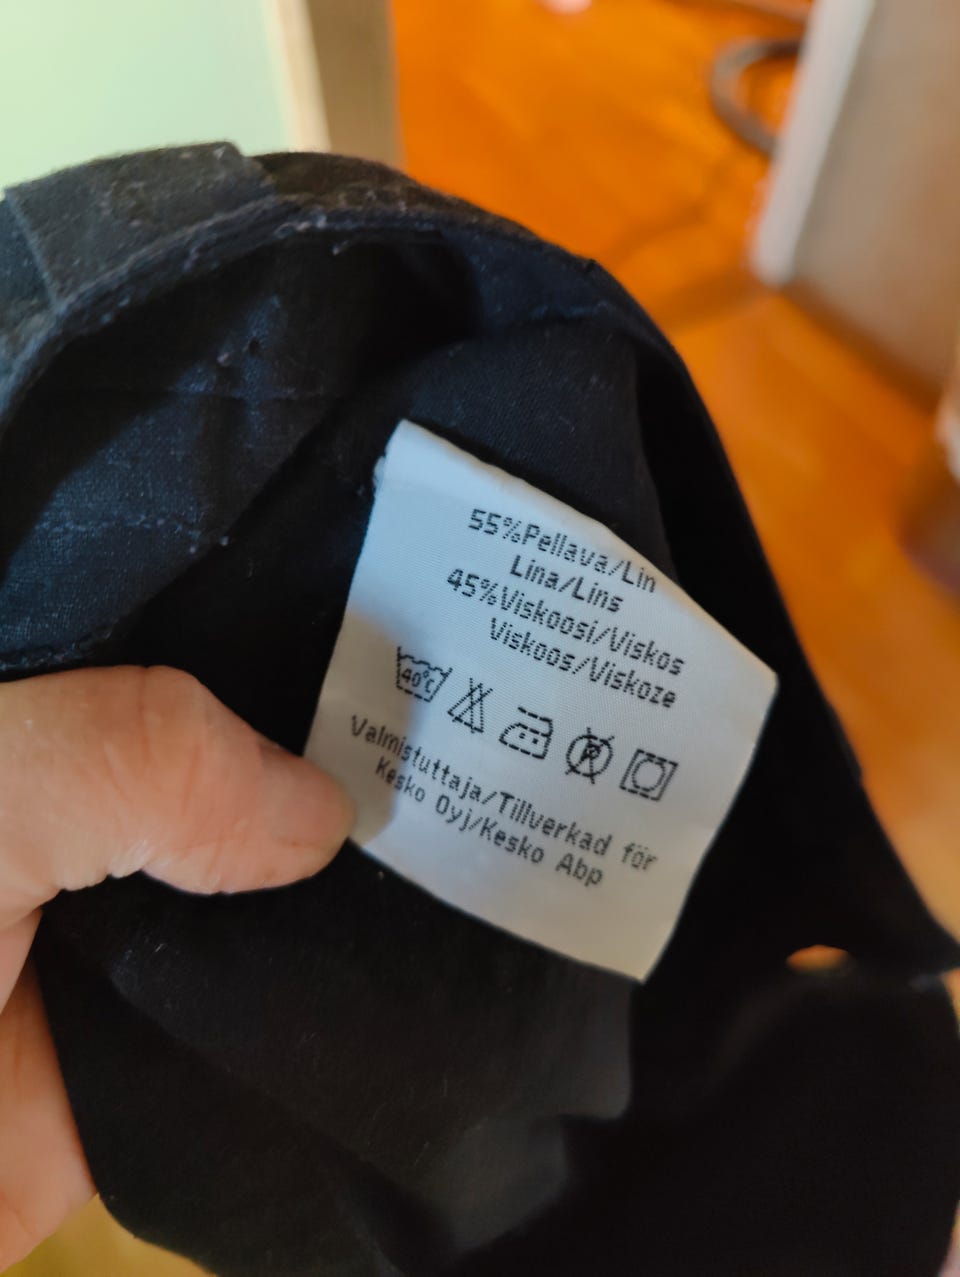 55%Pellava/Lin
Lina/Lins
45%Viskoosi/Viskos
Viskoos/Viskoze
40°C
Valmistuttaja/Tillverkad för
Kesko Oyj/Kesko Abp